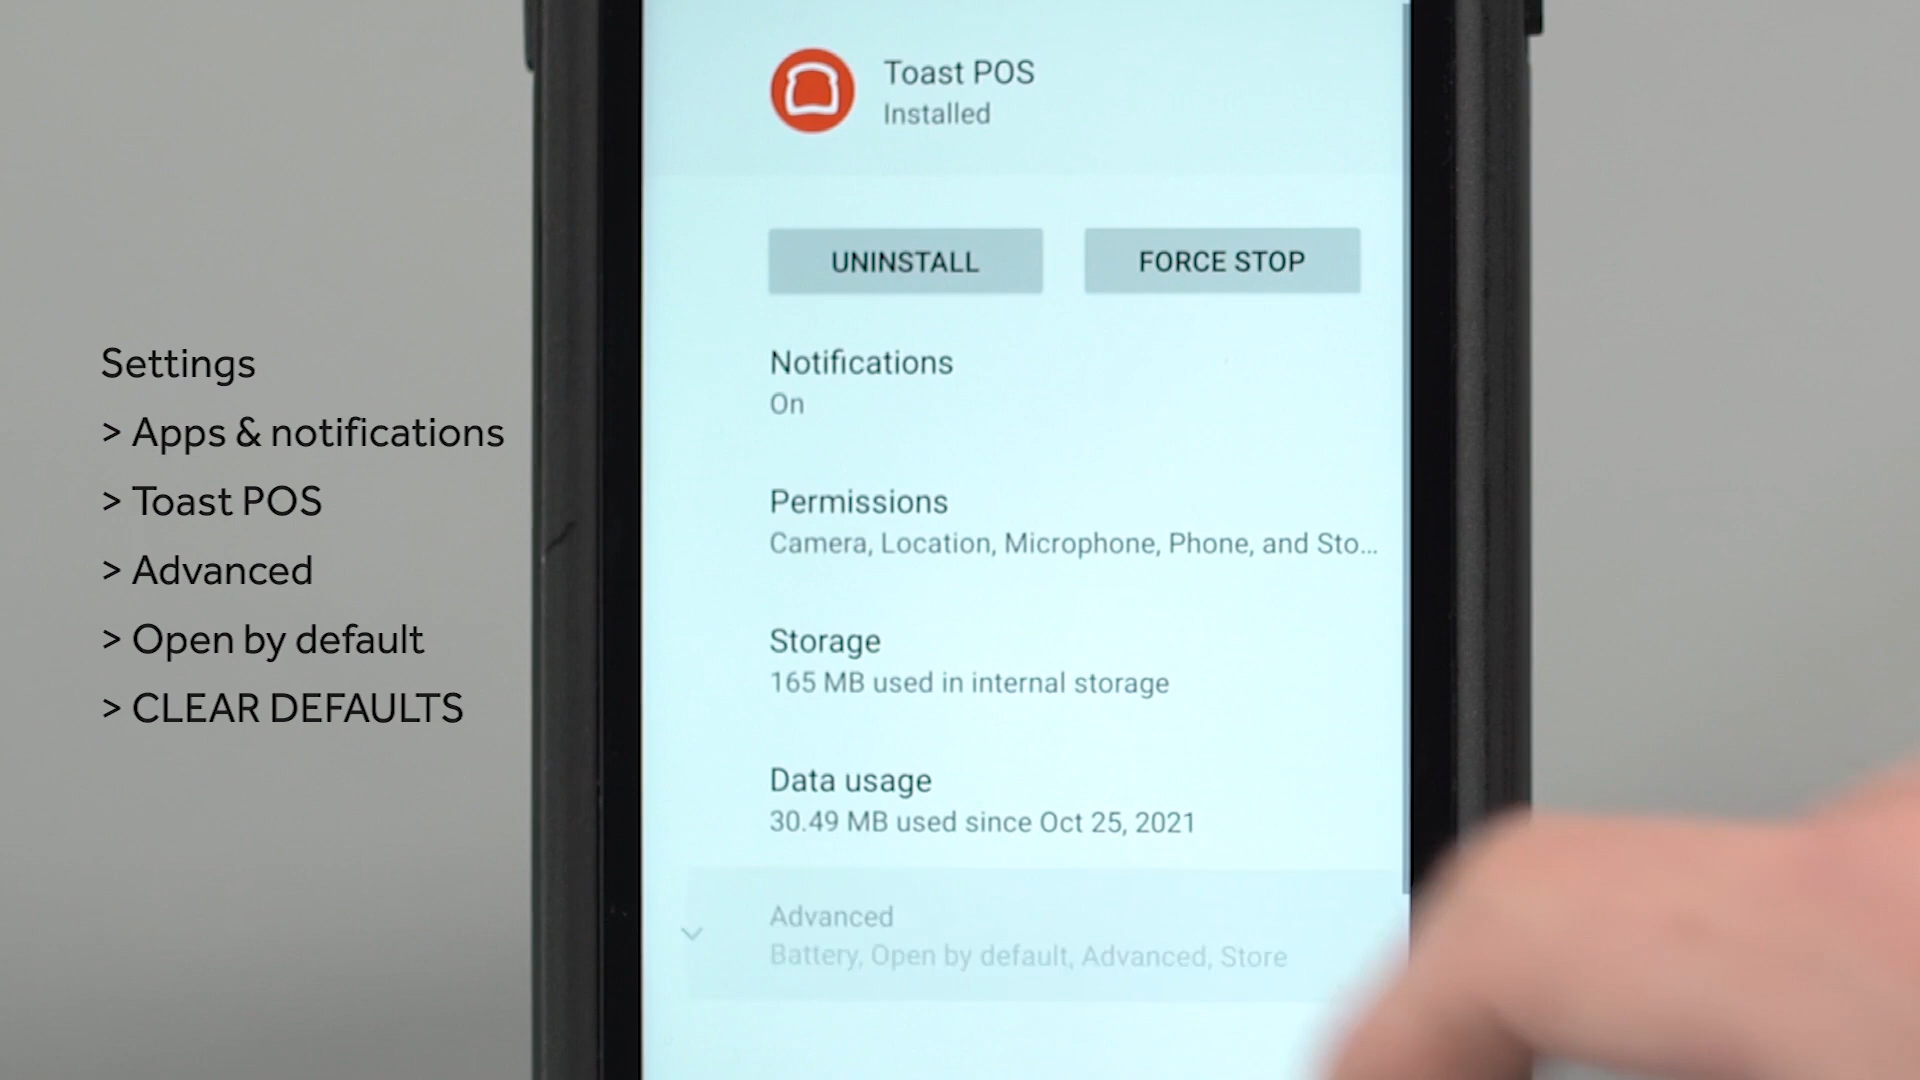 Settings
> Apps & notifications
> Toast POS
> Advanced
> Open by default
> CLEAR DEFAULTS
Toast POS
Installed
UNINSTALL
FORCE STOP
Notifications
On
Permissions
Camera, Location, Microphone, Phone, and Sto...
Storage
165 MB used in internal storage
Data usage
30.49 MB used since Oct 25, 2021
Advanced
Battery, Open by default, Advanced, Store